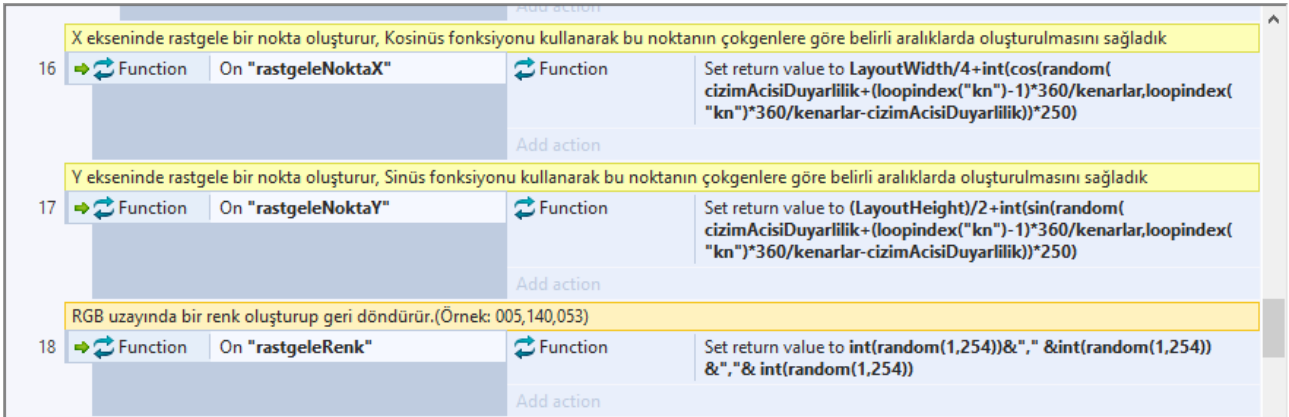 Add action
X ekseninde rastgele bir nokta oluşturur, Kosinüs fonksiyonu kullanarak bu noktanın çokgenlere göre belirli aralıklarda oluşturulmasını sağladık
16 Function On "rastgeleNoktaX" Function Set return value to LayoutWidth/4+int(cos(random(
cizimAcisiDuyarlilik+(loopindex("kn")-1)*360/kenarlar,loopindex(
"kn")*360/kenarlar-cizimAcisiDuyarlilik))*250)
Add action
Y ekseninde rastgele bir nokta oluşturur, Sinüs fonksiyonu kullanarak bu noktanın çokgenlere göre belirli aralıklarda oluşturulmasını sağladık
17 Function On "rastgeleNoktaY" Function Set return value to (LayoutHeight)/2+int(sin(random(
cizimAcisiDuyarlilik+(loopindex("kn")-1)*360/kenarlar,loopindex(
"kn")*360/kenarlar-cizimAcisiDuyarlilik))*250)
Add action
RGB uzayında bir renk oluşturup geri döndürür.(Örnek: 005,140,053)
18 Function On "rastgeleRenk" Function Set return value to int(random(1,254))&"," &int(random(1,254))
&","& int(random(1,254))
Add action